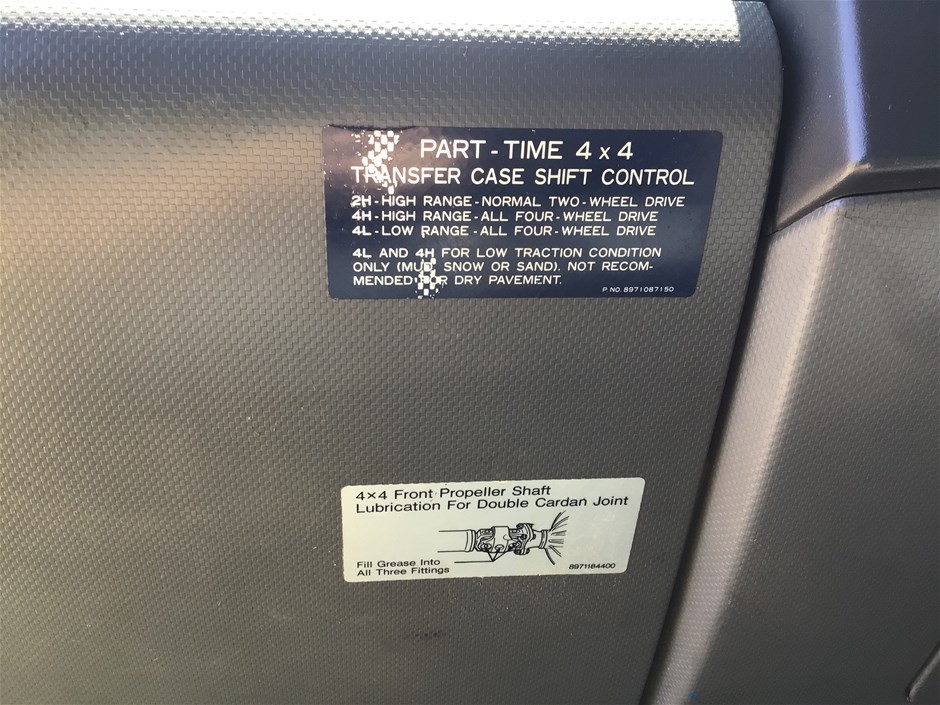 PART-TIME 4x4
TRANSFER CASE SHIFT CONTROL
2H-HIGH RANGE-NORMAL TWO-WHEEL DRIVE
4H-HIGH RANGE-ALL FOUR-WHEEL DRIVE
4L-LOW RANGE-ALL FOUR-WHEEL DRIVE
4L AND 4H FOR LOW TRACTION CONDITION
ONLY (MUD, SNOW OR SAND). NOT RECOM-
MENDED FOR DRY PAVEMENT.
P NO. 8971087150
4×4 Front Propeller Shaft
Lubrication For Double Cardan Joint
Fill Grease Into
All Three Fittings
8971184400